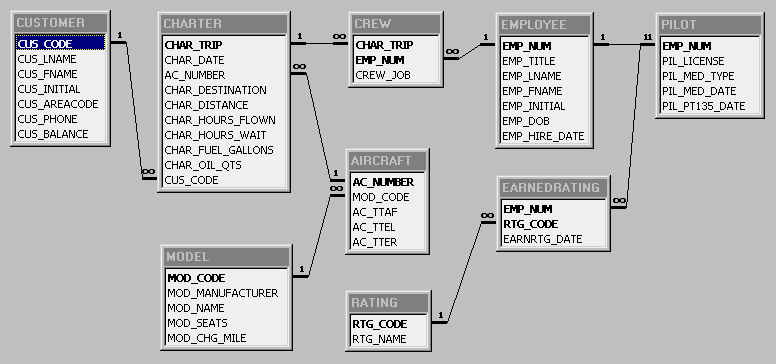 CUSTOMER
CUS_CODE
CUS_LNAME
CUS_FNAME
CUS_INITIAL
CUS_AREACODE
CUS_PHONE
CUS_BALANCE
1
∞
CHARTER
CHAR_TRIP
CHAR_DATE
AC_NUMBER
CHAR_DESTINATION
CHAR_DISTANCE
CHAR_HOURS_FLOWN
CHAR_HOURS_WAIT
CHAR_FUEL_GALLONS
CHAR_OIL_QTS
CUS_CODE
1
∞
∞
1
CREW
CHAR_TRIP
EMP_NUM
CREW_JOB
∞
1
EMPLOYEE
EMP_NUM
EMP_TITLE
EMP_LNAME
EMP_FNAME
EMP_INITIAL
EMP_DOB
EMP_HIRE_DATE
1
11
PILOT
EMP_NUM
PIL_LICENSE
PIL_MED_TYPE
PIL_MED_DATE
PIL_PT135_DATE
AIRCRAFT
AC_NUMBER
MOD_CODE
AC_TTAF
AC_TTEL
AC_TTER
∞
1
MODEL
MOD_CODE
MOD_MANUFACTURER
MOD_NAME
MOD_SEATS
MOD_CHG_MILE
EARNEDRATING
EMP_NUM
RTG_CODE
EARNRTG_DATE
∞
∞
1
RATING
RTG_CODE
RTG_NAME